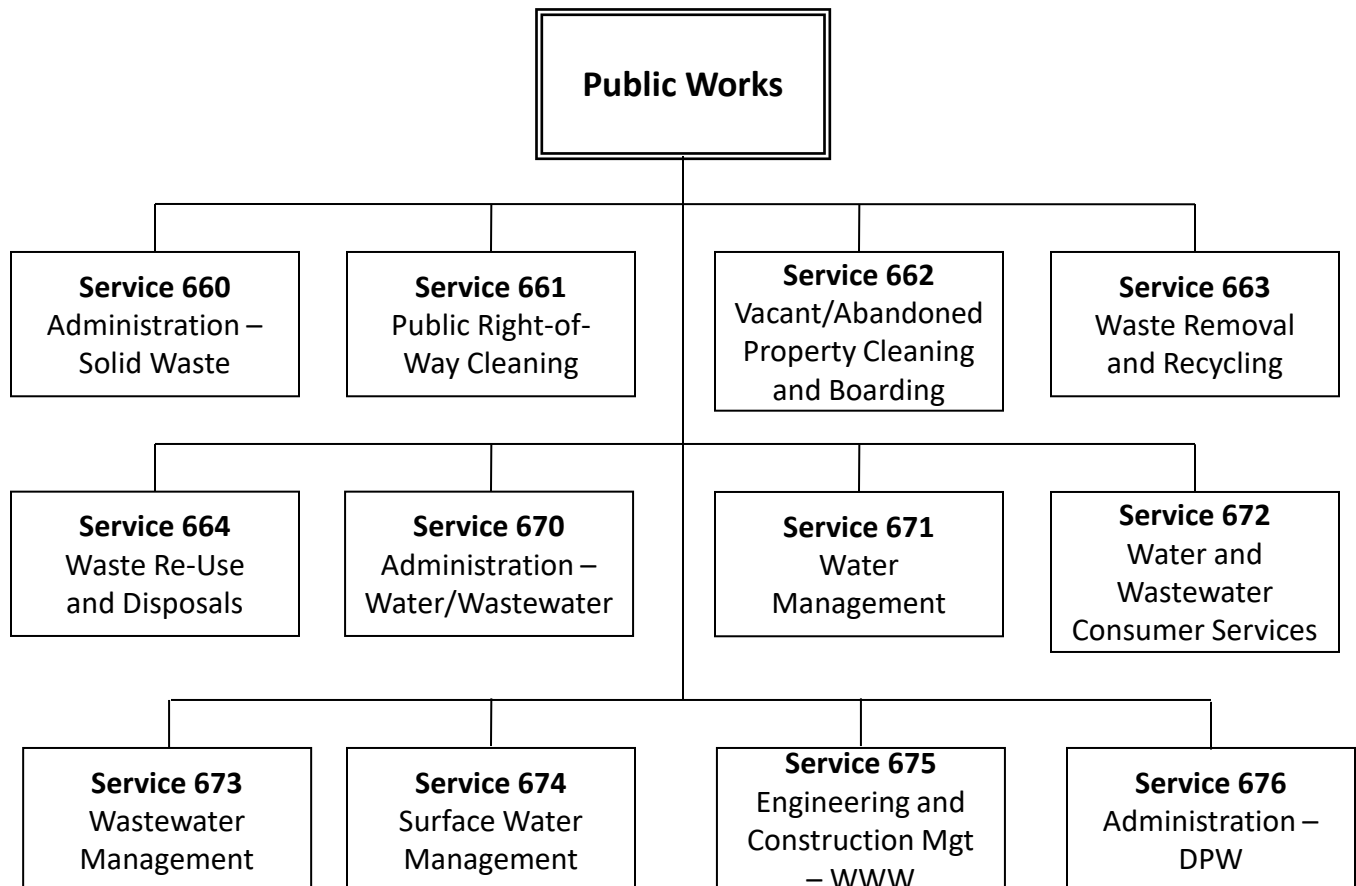 Public Works
Service 660
Administration –
Solid Waste
Service 661
Public Right-of-
Way Cleaning
Service 662
Vacant/Abandoned
Property Cleaning
and Boarding
Service 663
Waste Removal
and Recycling
Service 664
Waste Re-Use
and Disposals
Service 670
Administration –
Water/Wastewater
Service 671
Water
Management
Service 672
Water and
Wastewater
Consumer Services
Service 673
Wastewater
Management
Service 674
Surface Water
Management
Service 675
Engineering and
Construction Mgt
– WWW
Service 676
Administration –
DPW